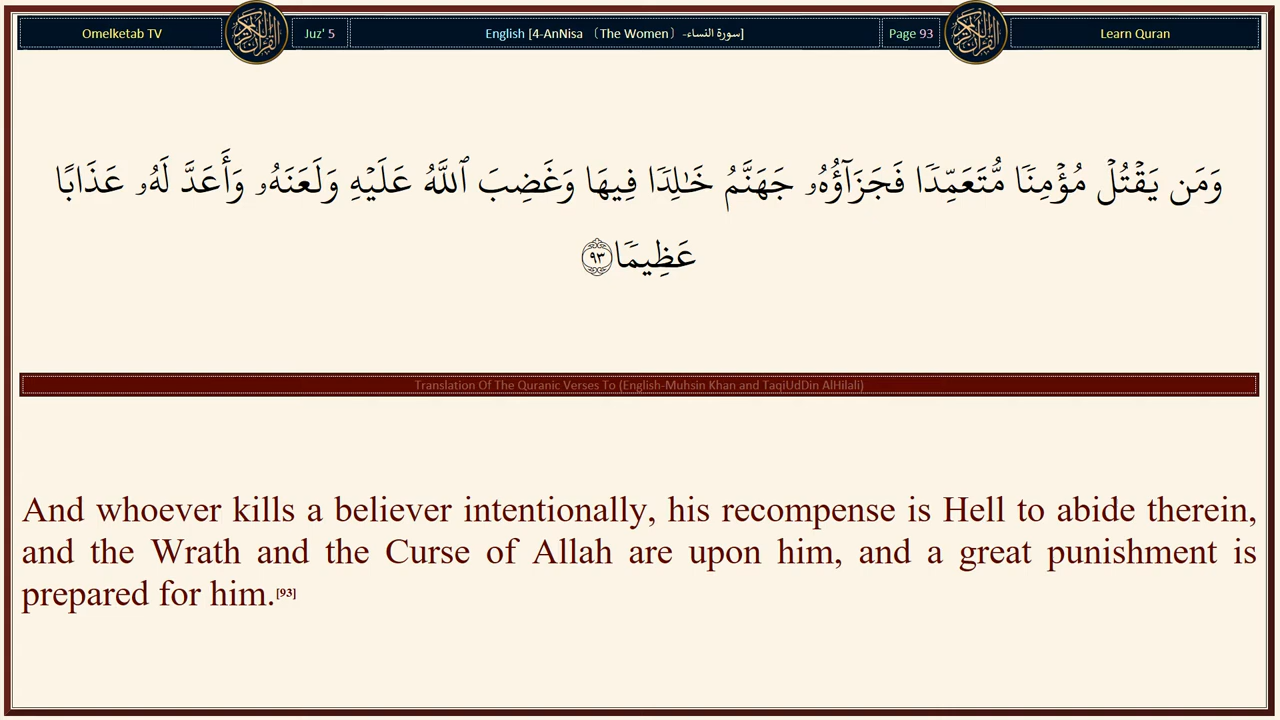 Omelketab TV
Juz' 5
English [4-AnNisa （The Women）-سورة النساء]
Page 93
Learn Quran
وَمَن يَقۡتُلۡ مُؤۡمِنٗا مُّتَعَمِّدٗا فَجَزَآؤُهُۥ جَهَنَّمُ خَٰلِدٗا فِيهَا وَغَضِبَ ٱللَّهُ عَلَيۡهِ وَلَعَنَهُۥ وَأَعَدَّ لَهُۥ عَذَابًا
عَظِيمٗا ٩٣
Translation Of The Quranic Verses To (English-Muhsin Khan and TaqiUdDin AlHilali)
And whoever kills a believer intentionally, his recompense is Hell to abide therein,
and the Wrath and the Curse of Allah are upon him, and a great punishment is
prepared for him.[93]